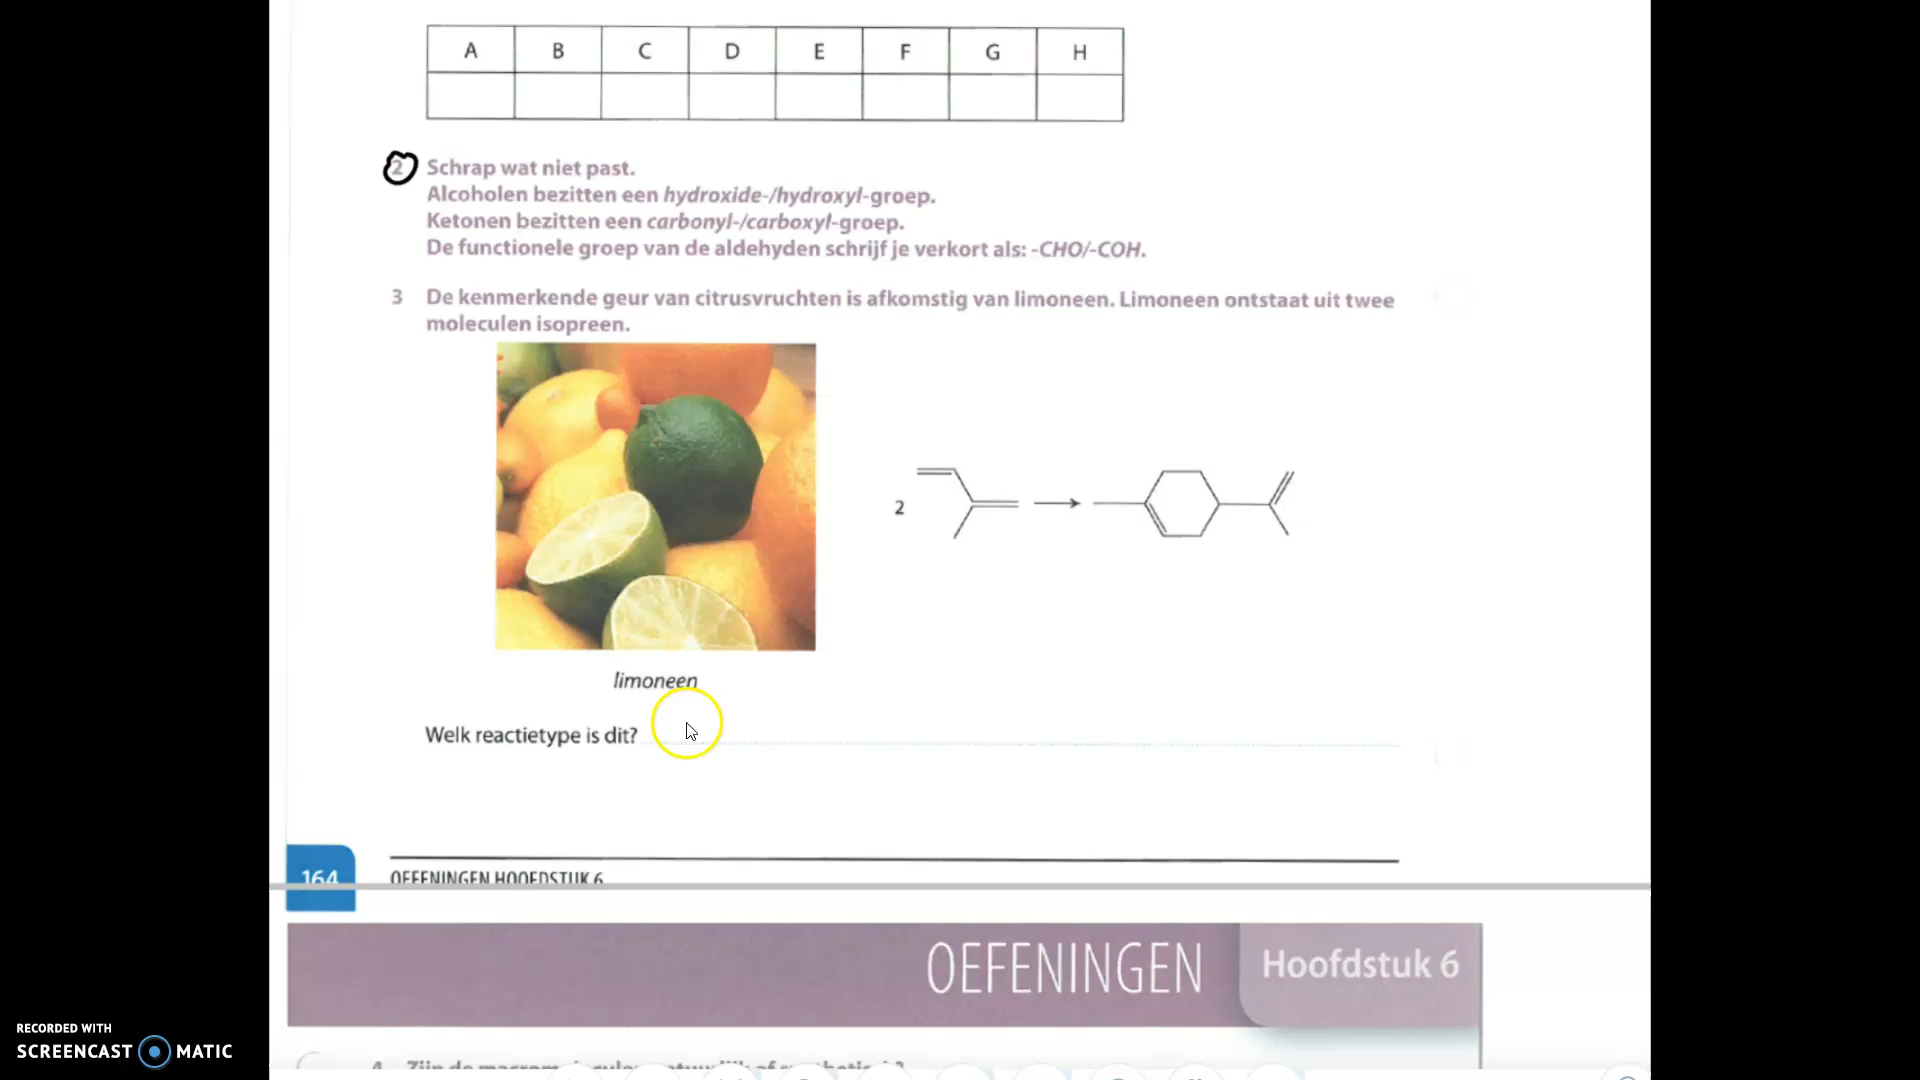 A B C D E F G H
2 Schrap wat niet past.
Alcoholen bezitten een hydroxide-/hydroxyl-groep.
Ketonen bezitten een carbonyl-/carboxyl-groep.
De functionele groep van de aldehyden schrijf je verkort als: -CHO/-COH.
3 De kenmerkende geur van citrusvruchten is afkomstig van limoneen. Limoneen ontstaat uit twee
moleculen isopreen.
2
limoneen
Welk reactietype is dit?
164 OEFENINGEN HOOFDSTUK 6
OEFENINGEN Hoofdstuk 6
RECORDED WITH
SCREENCAST MATIC